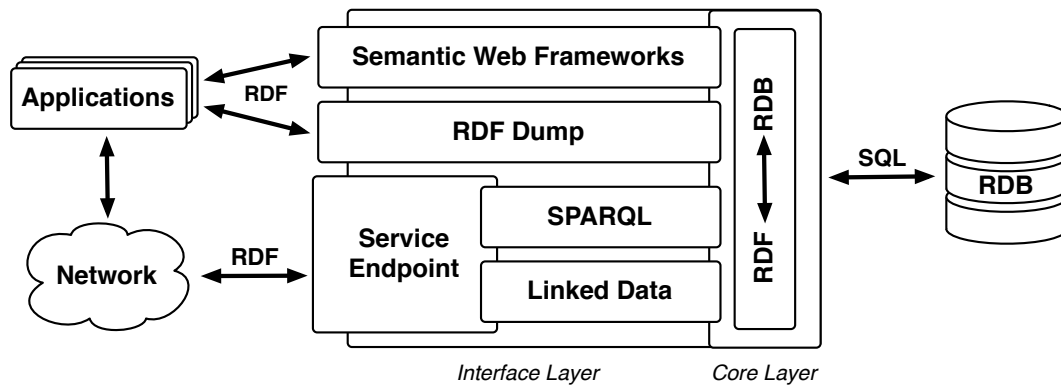 Semantic Web Frameworks
Applications
RDF
RDF Dump
RDB
RDF
SQL
RDB
SPARQL
Service
Endpoint
Network
RDF
Linked Data
Interface Layer
Core Layer